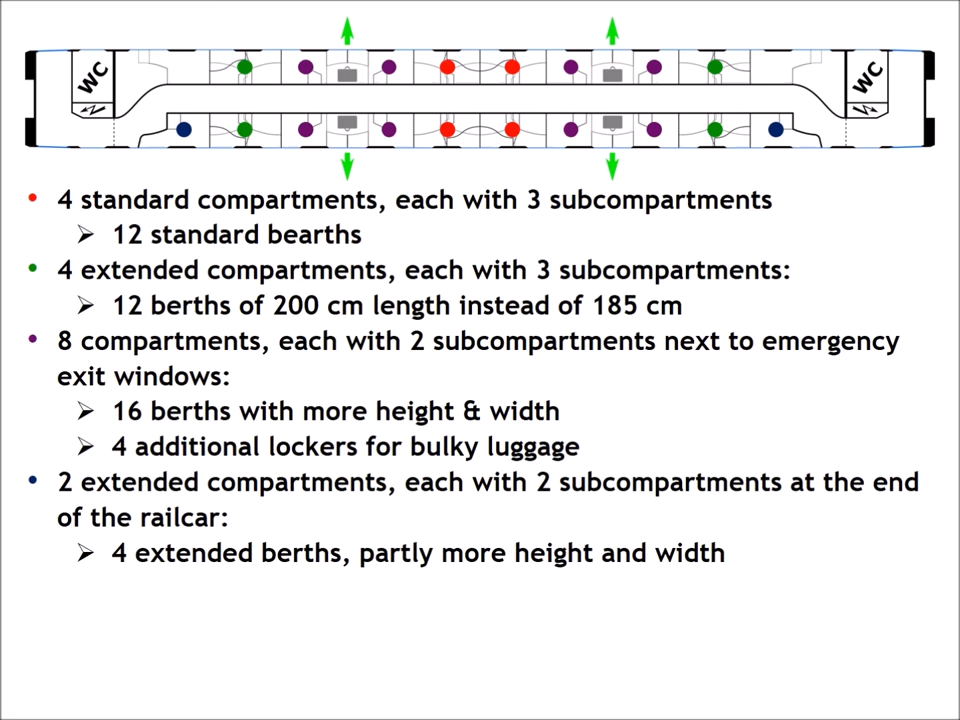 WC
WC
4 standard compartments, each with 3 subcompartments
12 standard bearths
4 extended compartments, each with 3 subcompartments:
12 berths of 200 cm length instead of 185 cm
8 compartments, each with 2 subcompartments next to emergency
exit windows:
16 berths with more height & width
4 additional lockers for bulky luggage
2 extended compartments, each with 2 subcompartments at the end
of the railcar:
4 extended berths, partly more height and width